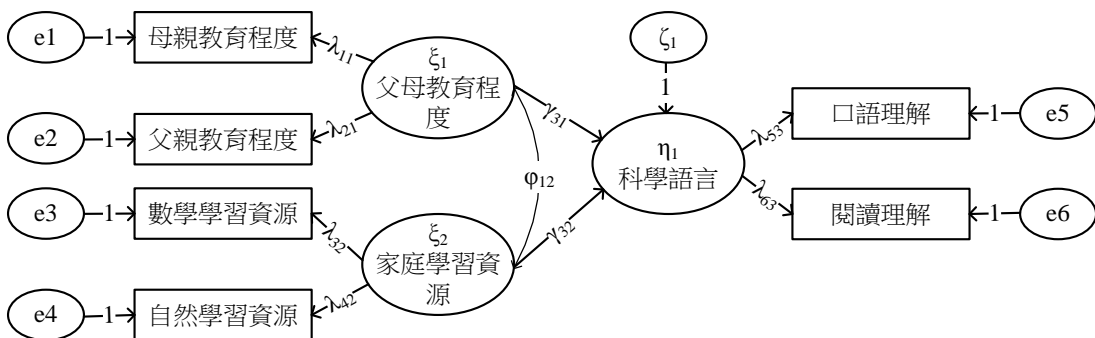 e1
1
母親教育程度
λ11
ξ1
父母教育程
度
ζ1
1
e2
1
父親教育程度
λ21
γ31
口語理解
λ53
1
e5
η1
科學語言
φ12
e3
1
數學學習資源
λ32
ξ2
家庭學習資
源
γ32
閱讀理解
λ63
1
e6
e4
1
自然學習資源
λ42